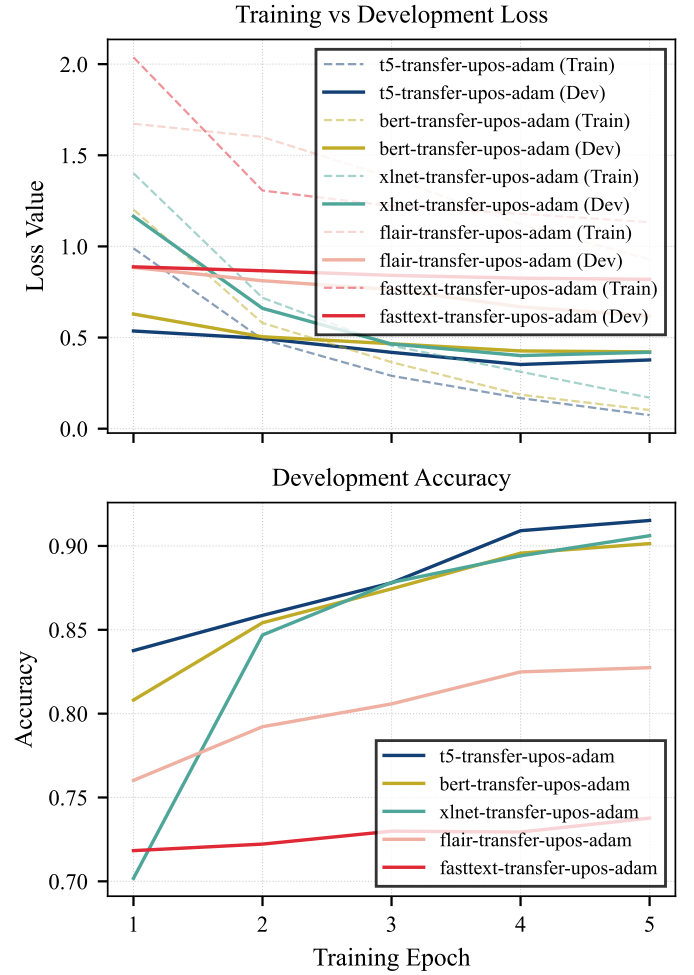 Training vs Development Loss
Loss Value
2.0
1.5
1.0
0.5
0.0
t5-transfer-upos-adam (Train)
t5-transfer-upos-adam (Dev)
bert-transfer-upos-adam (Train)
bert-transfer-upos-adam (Dev)
xlnet-transfer-upos-adam (Train)
xlnet-transfer-upos-adam (Dev)
flair-transfer-upos-adam (Train)
flair-transfer-upos-adam (Dev)
fasttext-transfer-upos-adam (Train)
fasttext-transfer-upos-adam (Dev)
Development Accuracy
Accuracy
0.90
0.85
0.80
0.75
0.70
t5-transfer-upos-adam
bert-transfer-upos-adam
xlnet-transfer-upos-adam
flair-transfer-upos-adam
fasttext-transfer-upos-adam
1 2 3 4 5
Training Epoch